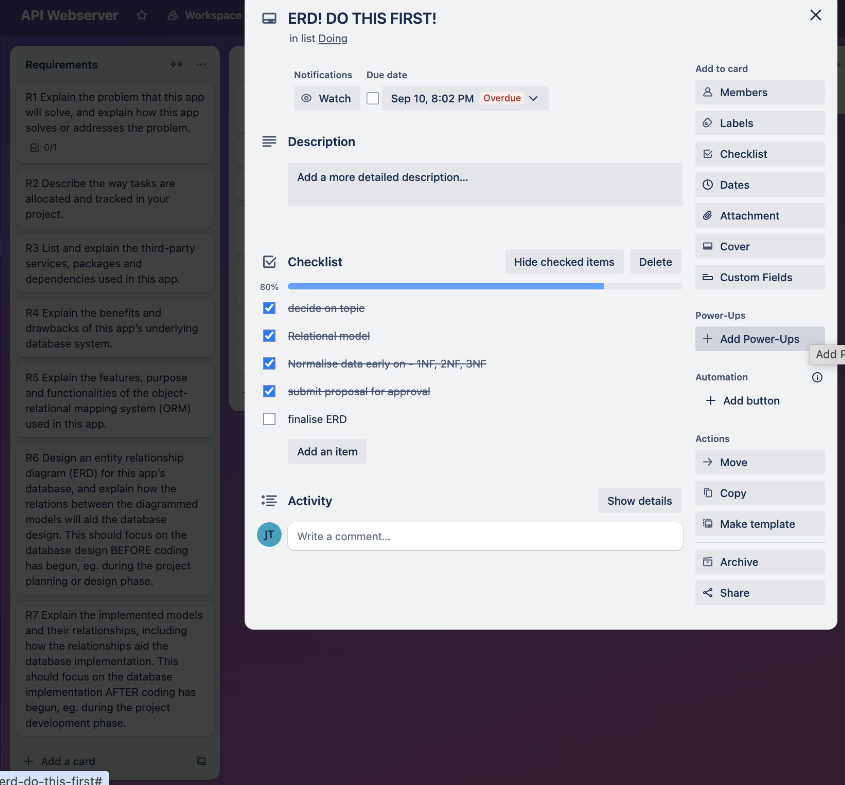 API Webserver
Workspace
Requirements
R1 Explain the problem that this app
will solve, and explain how this app
solves or addresses the problem.
0/1
R2 Describe the way tasks are
allocated and tracked in your
project.
R3 List and explain the third-party
services, packages and
dependencies used in this app.
R4 Explain the benefits and
drawbacks of this app's underlying
database system.
R5 Explain the features, purpose
and functionalities of the object-
relational mapping system (ORM)
used in this app.
R6 Design an entity relationship
diagram (ERD) for this app's
database, and explain how the
relations between the diagrammed
models will aid the database
design. This should focus on the
database design BEFORE coding
has begun, eg. during the project
planning or design phase.
R7 Explain the implemented models
and their relationships, including
how the relationships aid the
database implementation. This
should focus on the database
implementation AFTER coding has
begun, eg. during the project
development phase.
+ Add a card
erd-do-this-first#
ERD! DO THIS FIRST!
in list Doing
Notifications
Due date
Watch
Sep 10, 8:02 PM Overdue
Description
Add a more detailed description...
Checklist
Hide checked items
Delete
80%
decide on topic
Relational model
Normalise data early on - 1NF, 2NF, 3NF
submit proposal for approval
finalise ERD
Add an item
Activity
Show details
JT
Write a comment…
Add to card
Members
Labels
Checklist
Dates
Attachment
Cover
Custom Fields
Power-Ups
+ Add Power-Ups
Add P
Automation
+ Add button
Actions
Move
Copy
Make template
Archive
Share